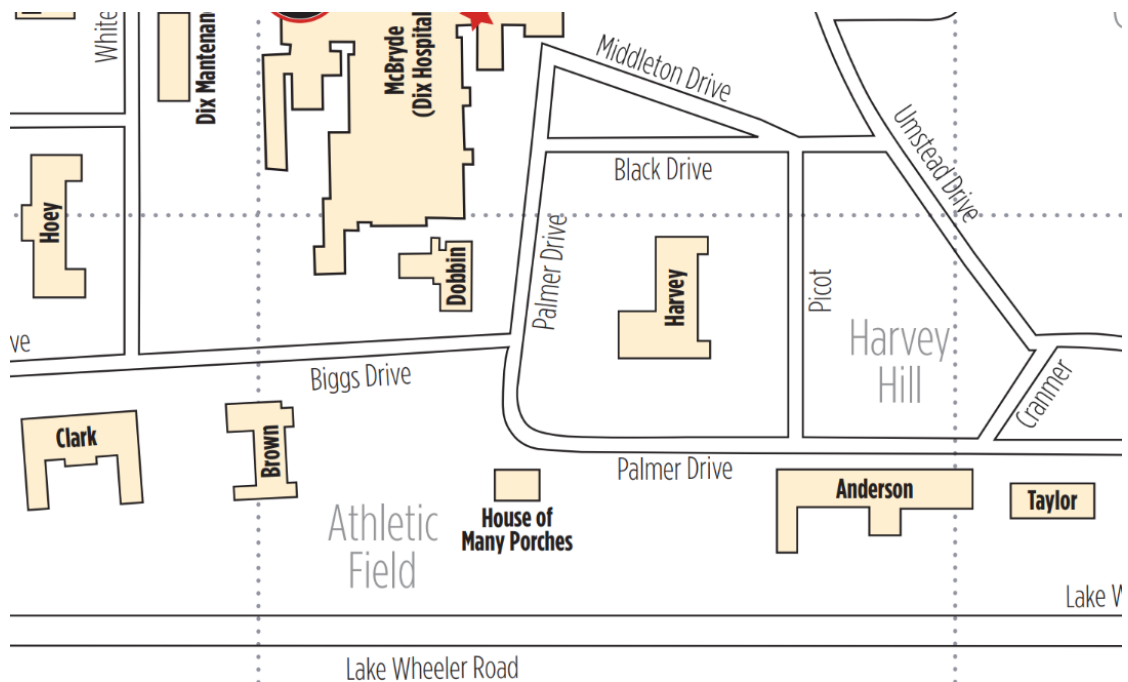 White
Dix Maintenan
McBryde
(Dix Hospital
Middleton Drive
Umstead Drive
Black Drive
Hoey
Dobbin
Palmer Drive
Harvey
Picot
Harvey
Hill
ve
Biggs Drive
Cranmer
Clark
Brown
Palmer Drive
Anderson
Taylor
House of
Many Porches
Athletic
Field
Lake W
Lake Wheeler Road